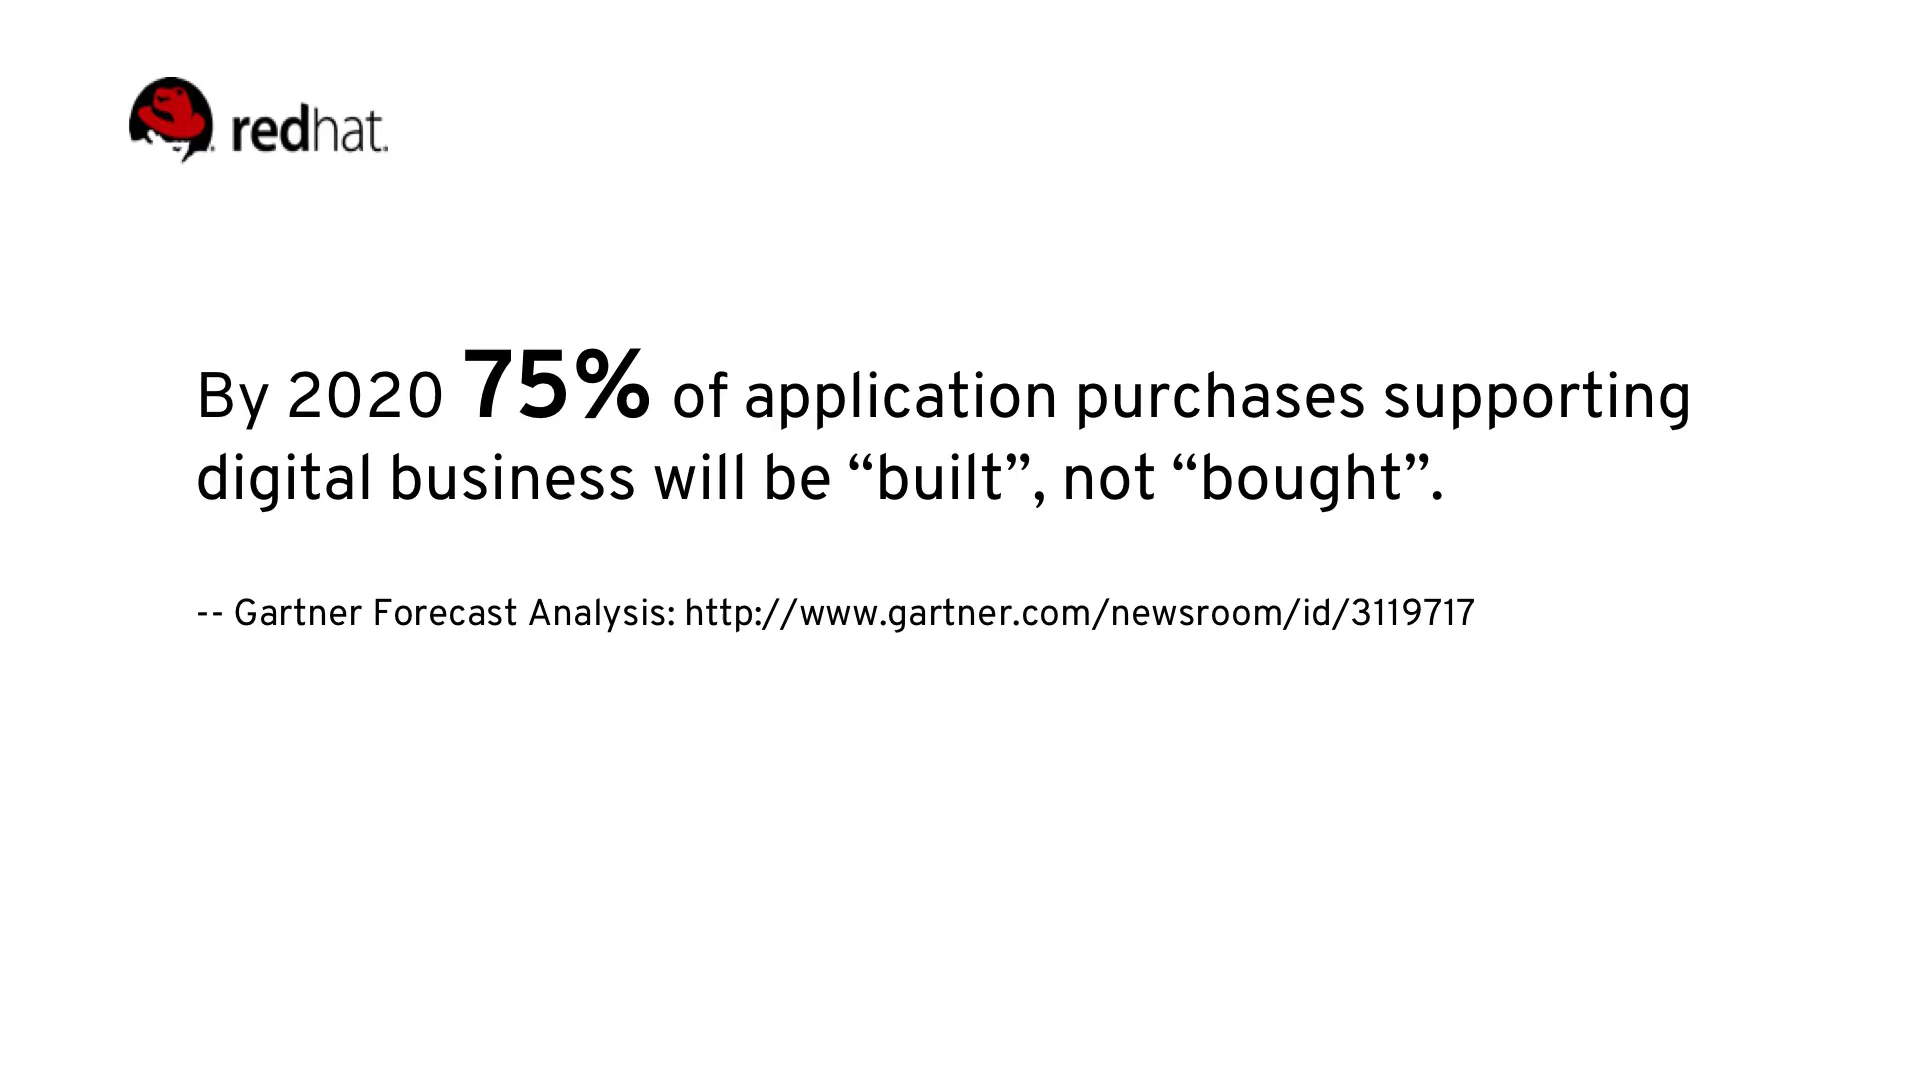 redhat.
By 2020 75% of application purchases supporting
digital business will be “built”, not “bought”.
-- Gartner Forecast Analysis: http://www.gartner.com/newsroom/id/3119717